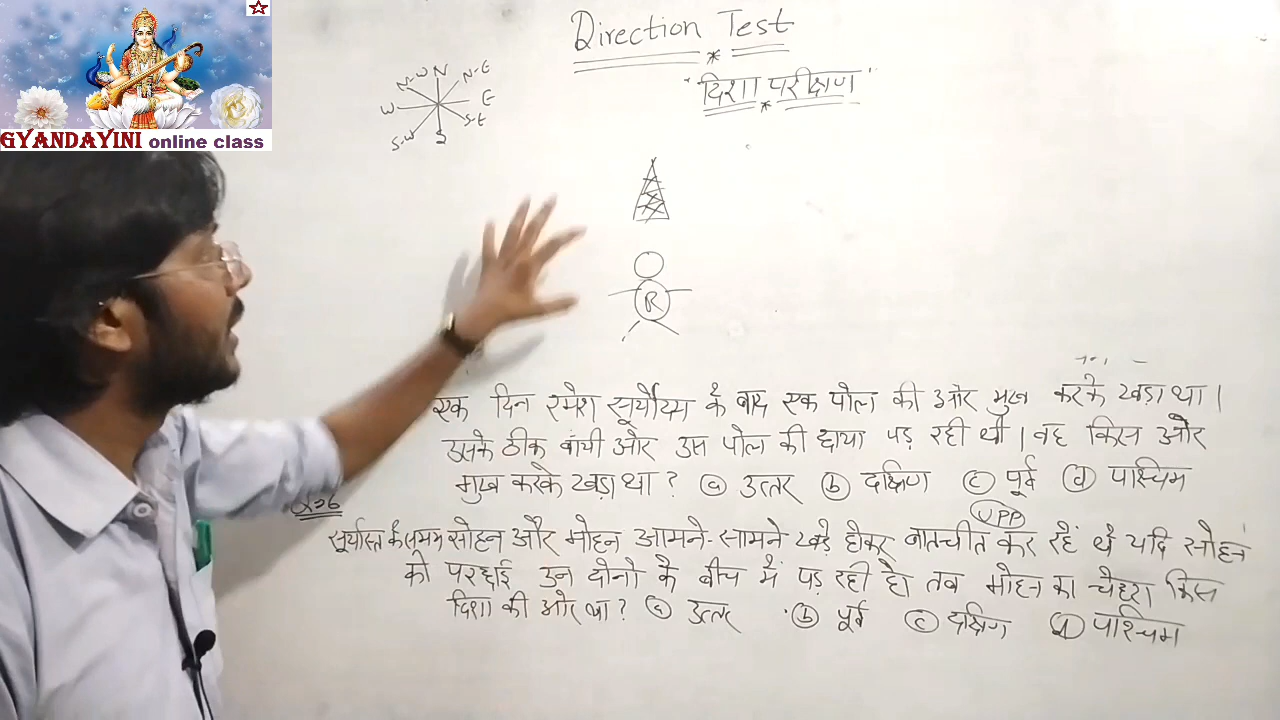 GYANDAYINI online class
Direction Test
"दिशा परीक्षण"
N-W N N-E
W E
S-W S S-E
R
एक दिन रमेश सूर्योदय के बाद एक पोल की ओर मुख करके खड़ा था।
उसके ठीक बांयी ओर उस पोल की छाया पड़ रही थी। वह किस ओर
मुख करके खड़ा था? (a) उत्तर (b) दक्षिण (c) पूर्व (d) पश्चिम
(UPP)
सूर्यास्त के समय सोहन और मोहन आमने-सामने खड़े होकर बातचीत कर रहें थे यदि सोहन
की परछाई उन दोनो के बीच में पड़ रही हो तब मोहन का चेहरा किस
दिशा की ओर था? (a) उत्तर (b) पूर्व (c) दक्षिण (d) पश्चिम